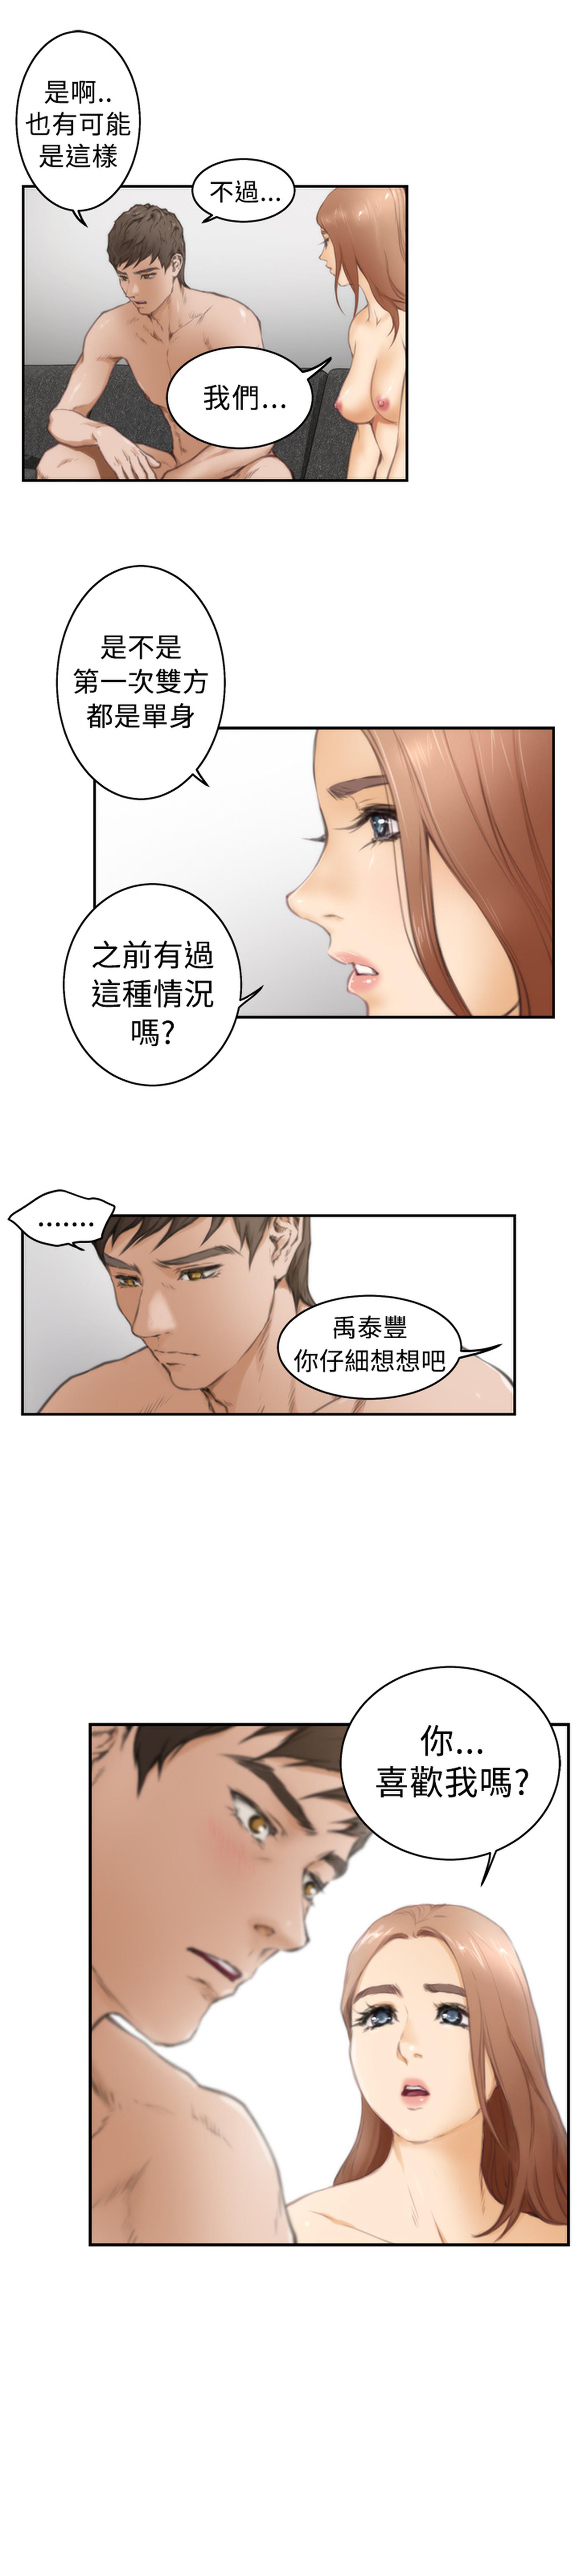 是啊..
也有可能
是這樣
不過...
我們...
是不是
第一次雙方
都是單身
之前有過
這種情況
嗎?
.......
禹泰豐
你仔細想想吧
你...
喜歡我嗎?